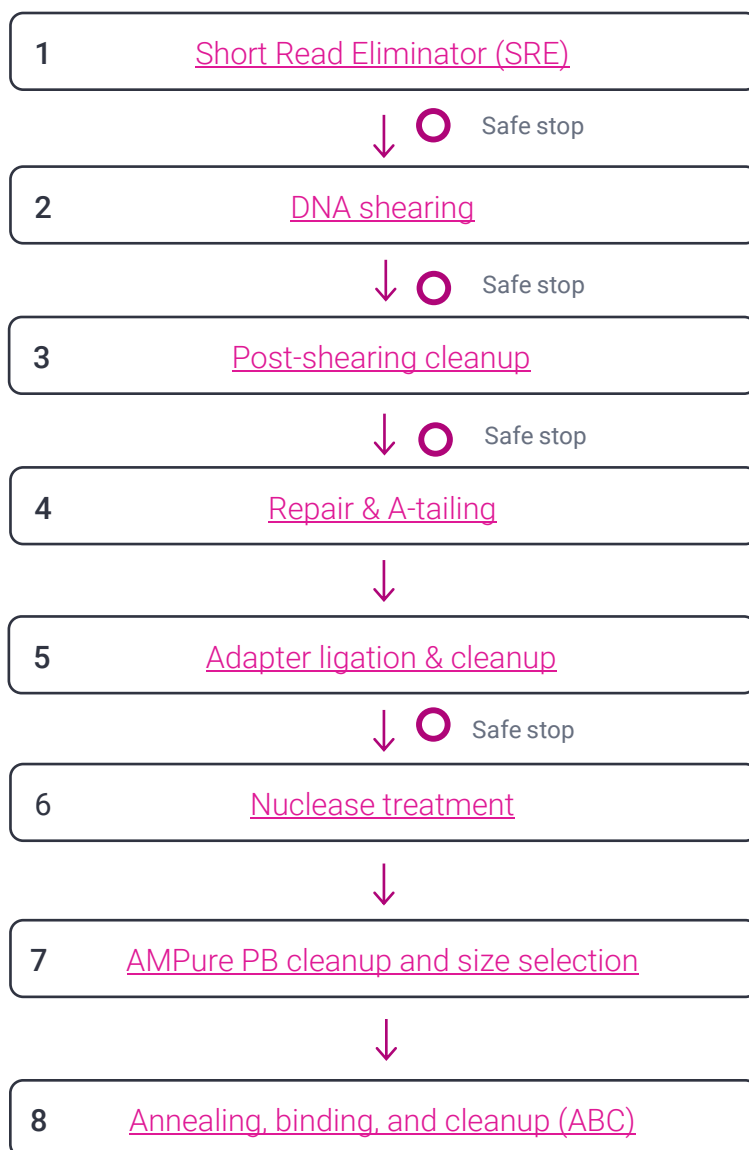 1 Short Read Eliminator (SRE)
Safe stop
2 DNA shearing
Safe stop
3 Post-shearing cleanup
Safe stop
4 Repair & A-tailing
5 Adapter ligation & cleanup
Safe stop
6 Nuclease treatment
7 AMPure PB cleanup and size selection
8 Annealing, binding, and cleanup (ABC)